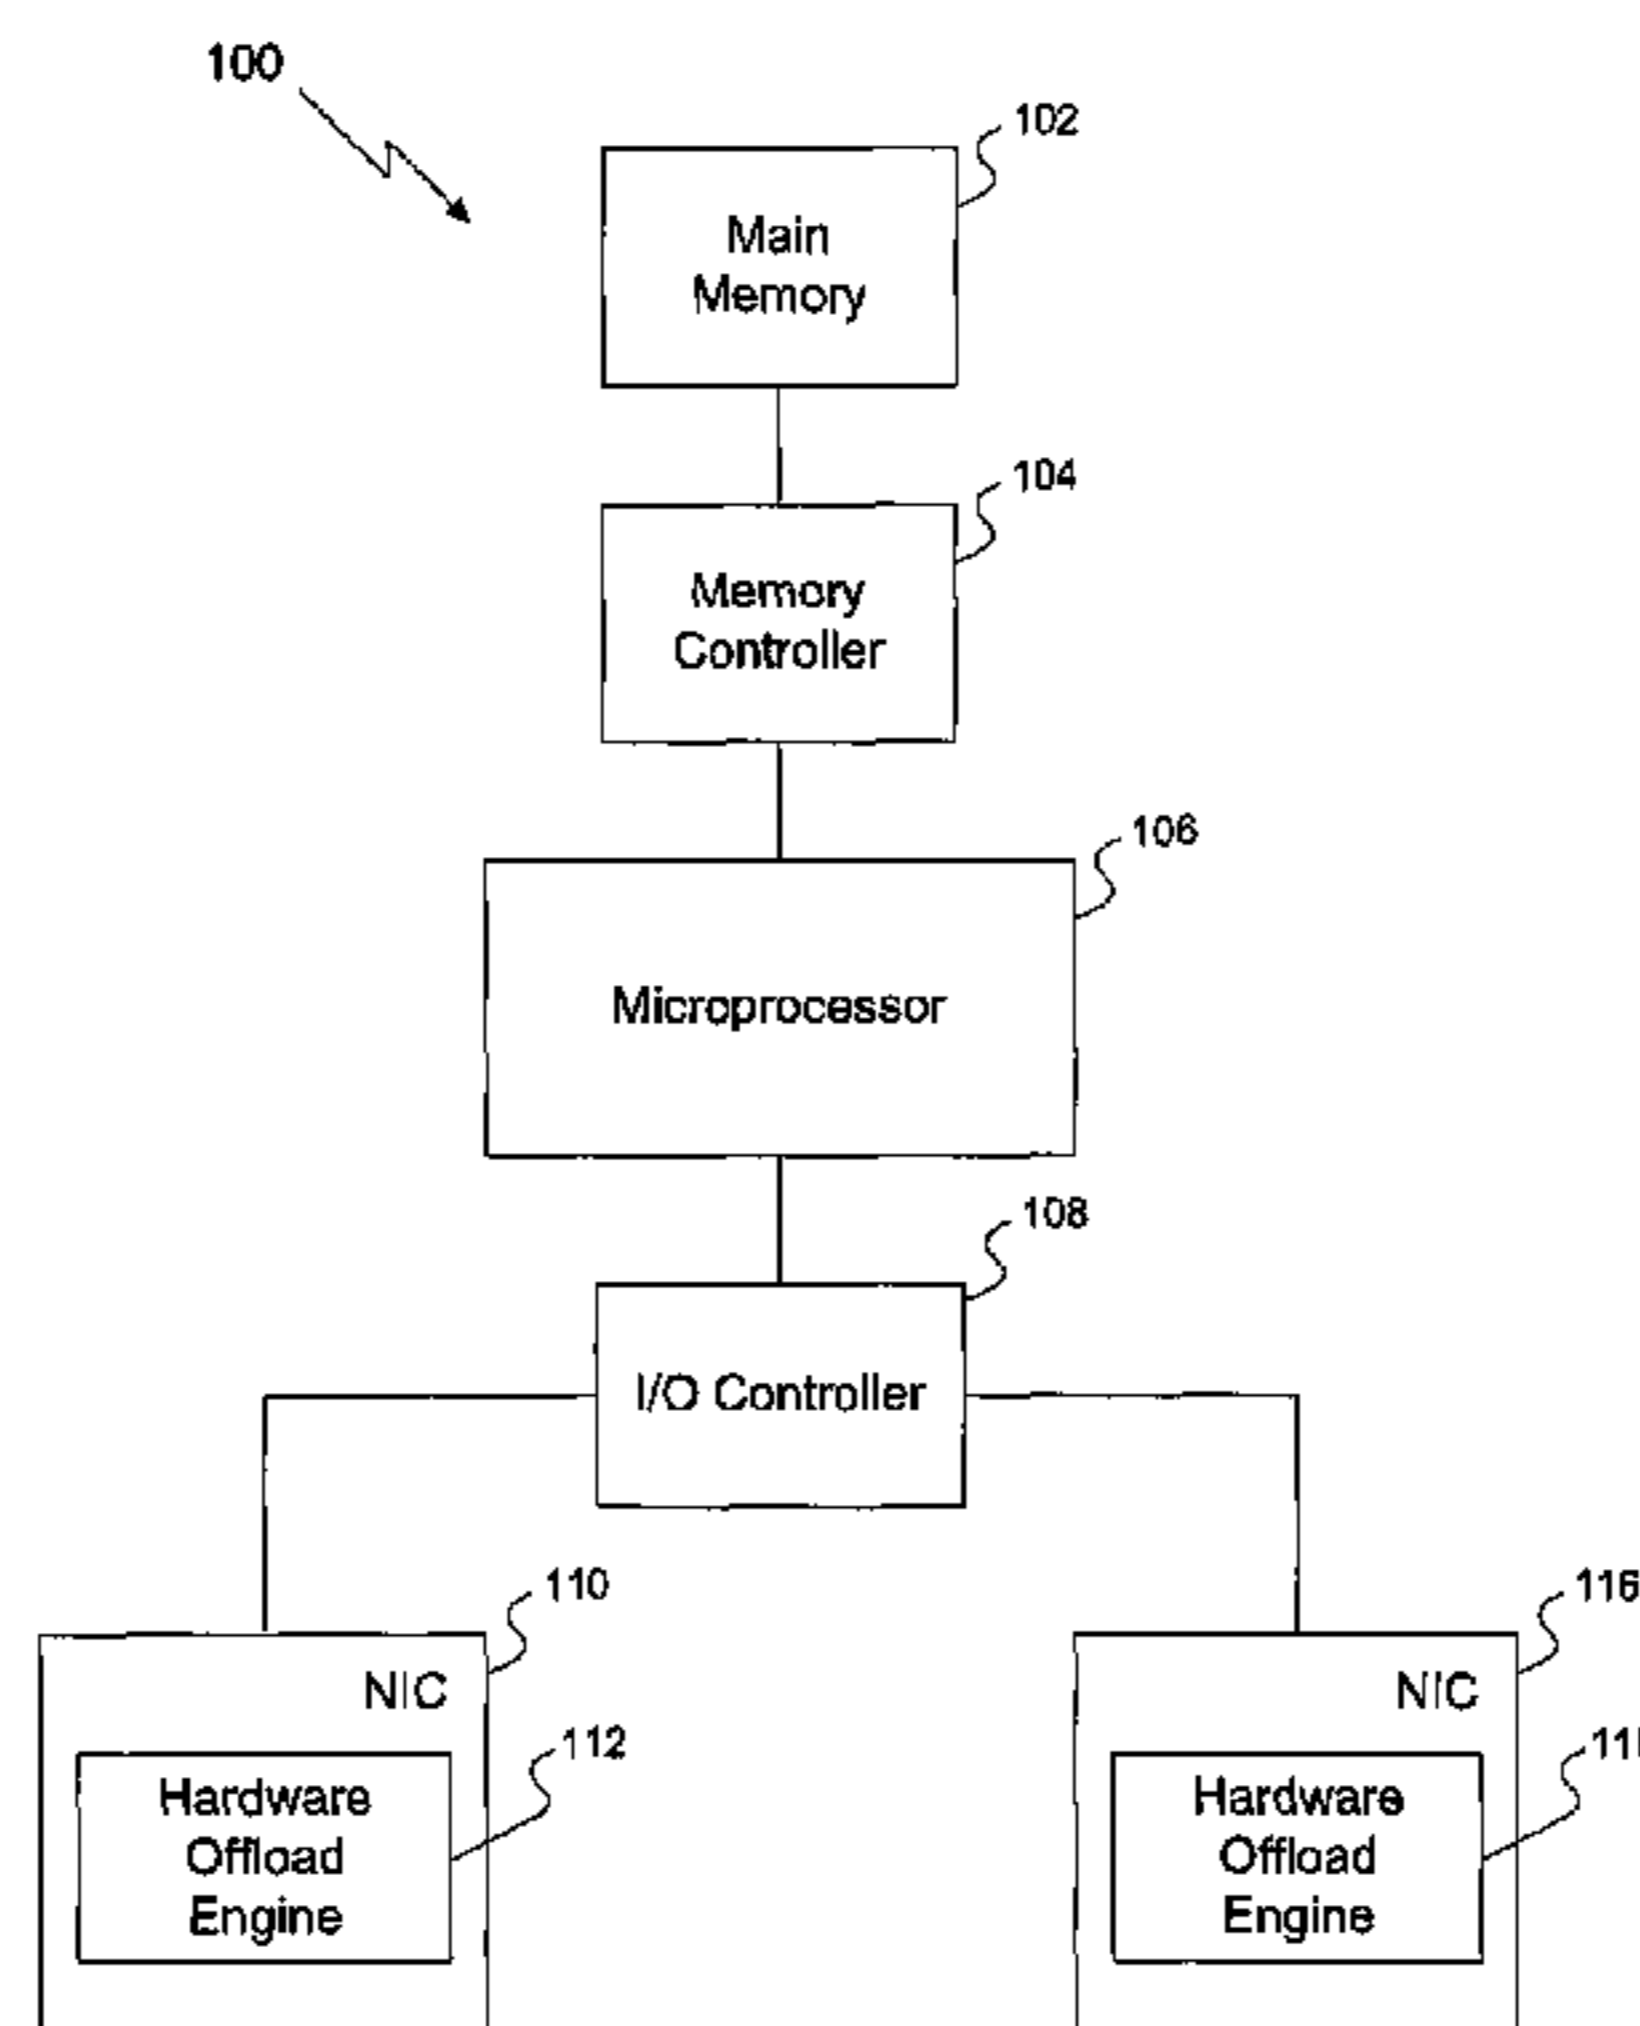 100
102
Main
Memory
104
Memory
Controller
106
Microprocessor
108
I/O Controller
110
116
NIC
NIC
112
Hardware
Offload
Engine
Hardware
Offload
Engine